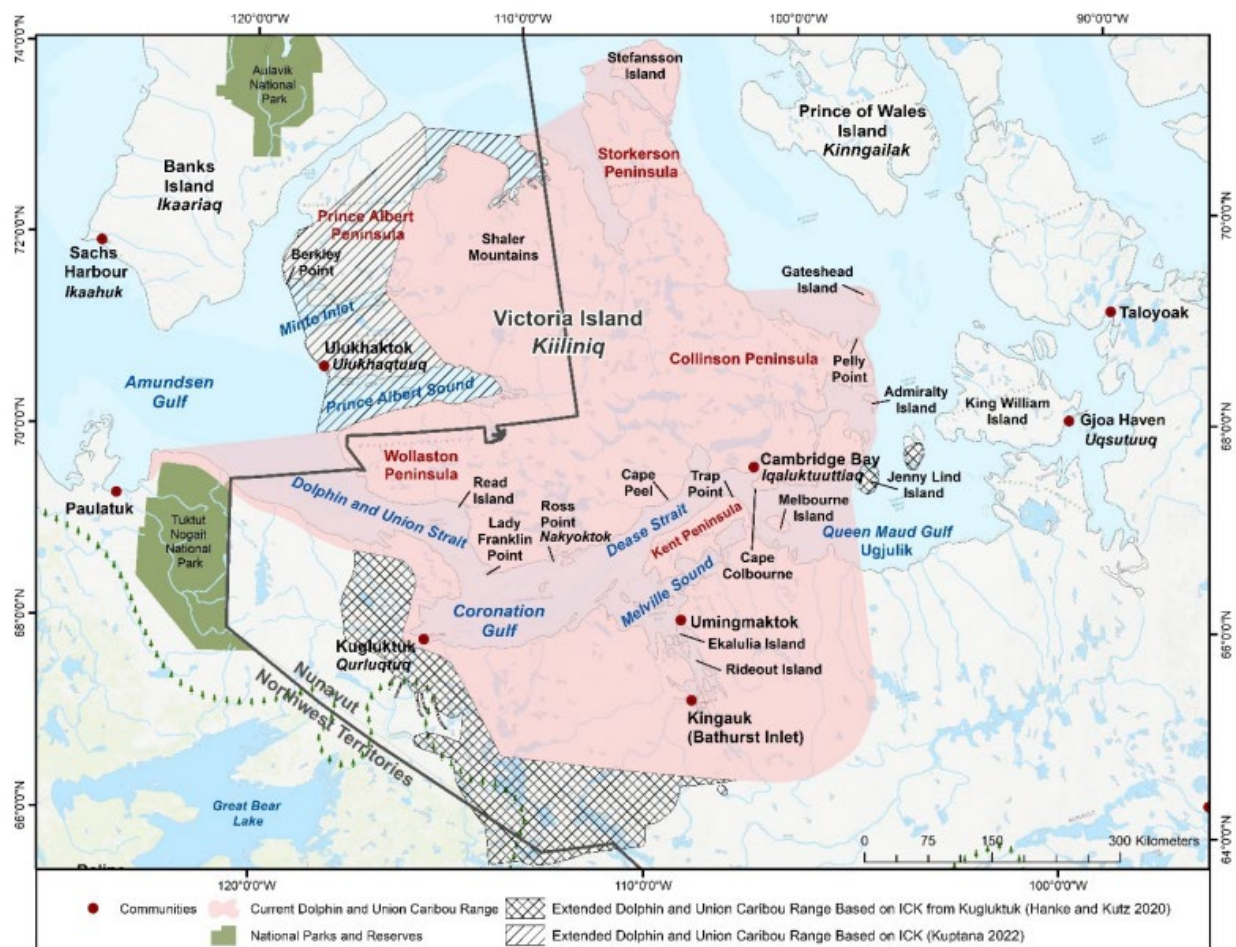 120°0'0"W
110°0'0"W
100°0'0"W
90°0'0"W
74°0'0"N
72°0'0"N
70°0'0"N
68°0'0"N
66°0'0"N
70°0'0"N
68°0'0"N
66°0'0"N
64°0'0"N
Aulavik
National
Park
Stefansson
Island
Prince of Wales
Island
Kinngailak
Banks
Island
Ikaariaq
Storkerson
Peninsula
Prince Albert
Peninsula
Shaler
Mountains
Berkley
Point
Sachs
Harbour
Ikaahuk
Gateshead
Island
Minto Inlet
Victoria Island
Kiiliniq
Taloyoak
Ulukhaktok
Ulukhaqtuuq
Collinson Peninsula
Pelly
Point
Amundsen
Gulf
Prince Albert Sound
Admiralty
Island
King William
Island
Gjoa Haven
Uqsutuuq
Wollaston
Peninsula
Cambridge Bay
Iqaluktuuttiaq
Jenny Lind
Island
Paulatuk
Read
Island
Cape
Peel
Trap
Point
Melbourne
Island
Dolphin and Union Strait
Ross
Point
Nakyoktok
Lady
Franklin
Point
Dease Strait
Kent Peninsula
Queen Maud Gulf
Ugjulik
Tuktut
Nogait
National
Park
Cape
Colbourne
Coronation
Gulf
Melville Sound
Umingmaktok
Ekalulia Island
Rideout Island
Kugluktuk
Qurluqtuq
Nunavut
Northwest Territories
Kingauk
(Bathurst Inlet)
Great Bear
Lake
0 75 150 300 Kilometers
120°0'0"W
110°0'0"W
100°0'0"W
Communities
Current Dolphin and Union Caribou Range
Extended Dolphin and Union Caribou Range Based on ICK from Kugluktuk (Hanke and Kutz 2020)
National Parks and Reserves
Extended Dolphin and Union Caribou Range Based on ICK (Kuptana 2022)